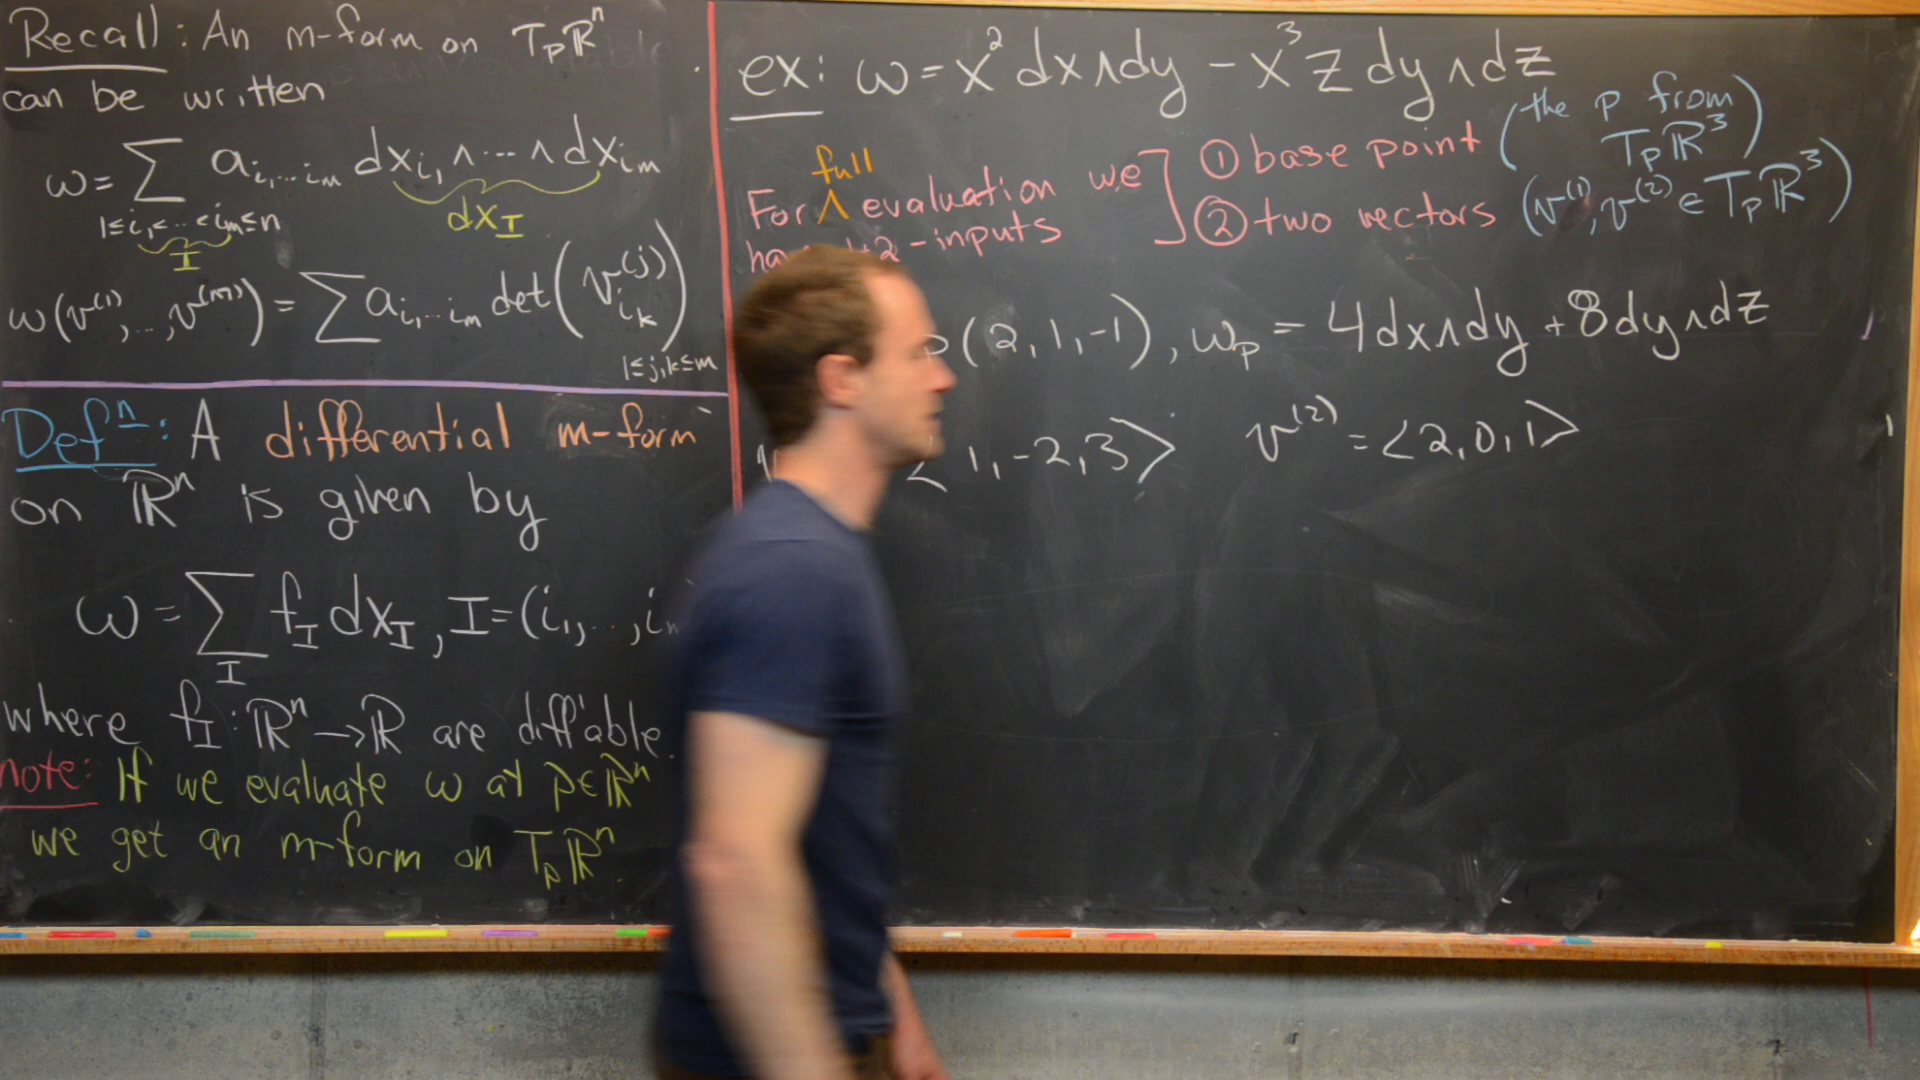 Recall: An m-form on Tₚℝⁿ
can be written
ω = ∑ a_{i₁,...iₘ} dx_{i₁} ∧ ... ∧ dx_{iₘ}
1≤i₁<...<iₘ≤n
I
dx_I
ω(v⁽¹⁾,...,v⁽ᵐ⁾) = ∑ a_{i₁...iₘ} det(v_{i_k}^{(j)})
1≤j,k≤m
Defⁿ: A differential m-form
on ℝⁿ is given by
ω = ∑ f_I dx_I, I=(i₁,...,i
I
where f_I: ℝⁿ→ℝ are diff'able.
note: If we evaluate ω at p∈ℝⁿ
we get an m-form on Tₚℝⁿ.
ex: ω = x² dx∧dy - x³z dy∧dz
full
For ∧ evaluation we
2-inputs
① base point (the p from
Tₚℝ³)
② two vectors (v⁽¹⁾, v⁽²⁾ ∈ Tₚℝ³)
p(2,1,-1), ωₚ = 4dx∧dy + 8dy∧dz
<1,-2,3> v⁽²⁾ = <2,0,1>